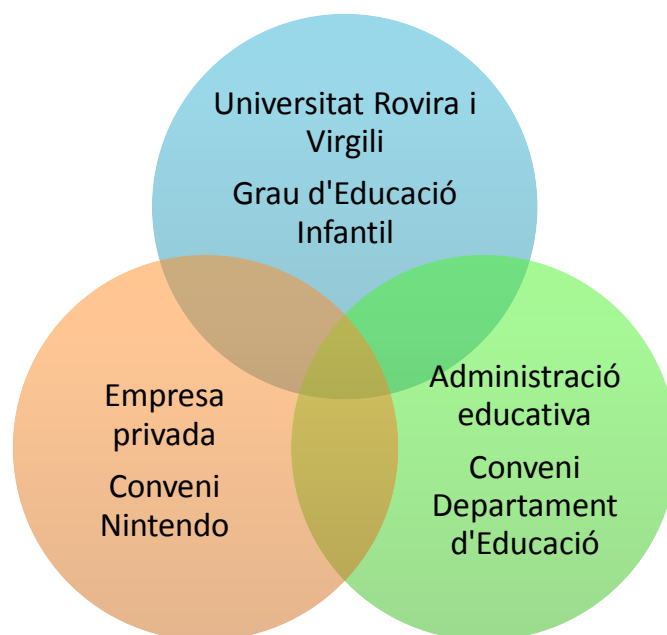 Universitat Rovira i
Virgili
Grau d'Educació
Infantil
Empresa
privada
Conveni
Nintendo
Administració
educativa
Conveni
Departament
d'Educació